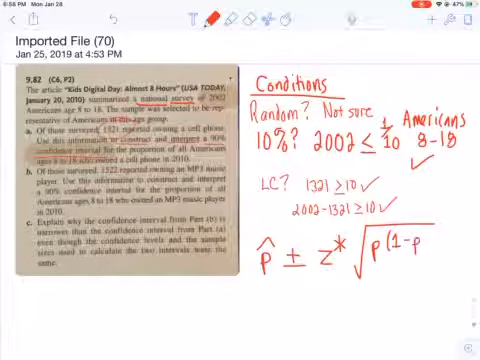 6:58 PM Mon Jan 28
84%
Imported File (70)
Jan 25, 2019 at 4:53 PM
9.82 (C6, P2)
The article "Kids Digital Day: Almost 8 Hours" (USA TODAY,
January 20, 2010) summarized a national survey of 2002
Americans age 8 to 18. The sample was selected to be rep-
resentative of Americans in this age group.
a. Of those surveyed, 1321 reported owning a cell phone.
Use this information to construct and interpret a 90%
confidence interval for the proportion of all Americans
ages 8 to 18 who owned a cell phone in 2010.
b. Of those surveyed, 1522 reported owning an MP3 music
player. Use this information to construct and interpret
a 90% confidence interval for the proportion of all
Americans ages 8 to 18 who owned an MP3 music player
in 2010.
c. Explain why the confidence interval from Part (b) is
narrower than the confidence interval from Part (a)
even though the confidence levels and the sample
sizes used to calculate the two intervals were the
same.
Conditions
Random? Not sure
10%? 2002 ≤ 1/10 Americans 8-18 ✓
LC? 1321 ≥ 10 ✓
2002-1321 ≥ 10 ✓
p̂ ± z* √p(1-p